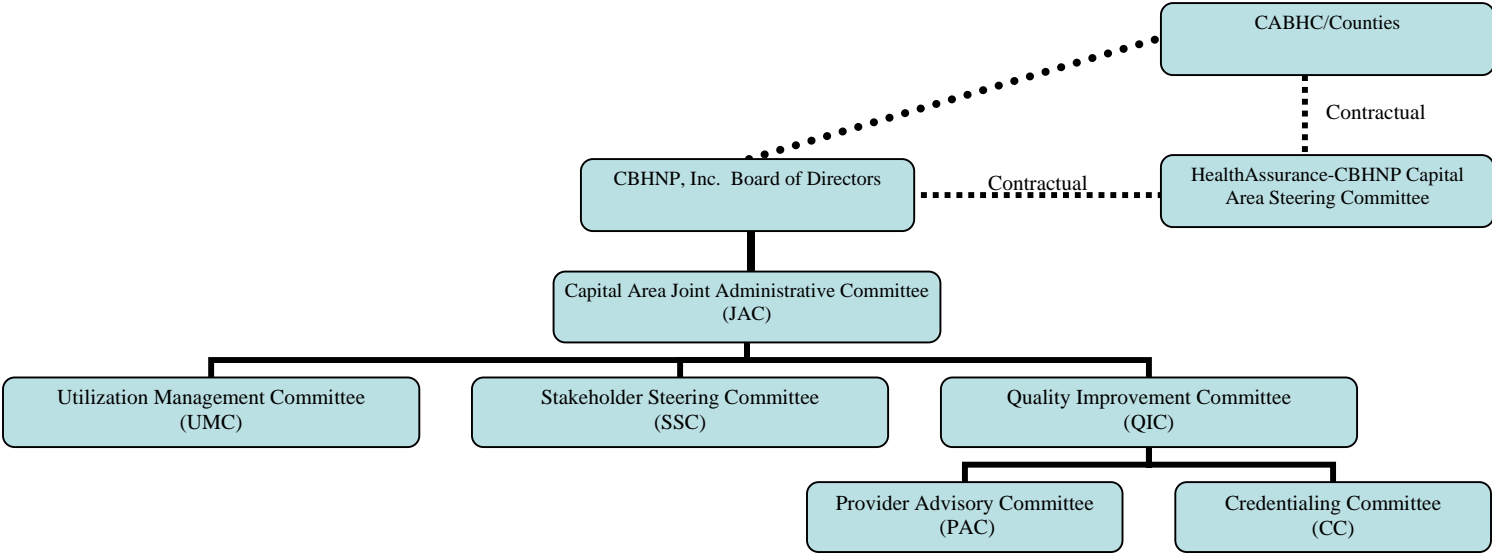 CABHC/Counties
Contractual
CBHNP, Inc. Board of Directors
Contractual
HealthAssurance-CBHNP Capital
Area Steering Committee
Capital Area Joint Administrative Committee
(JAC)
Utilization Management Committee
(UMC)
Stakeholder Steering Committee
(SSC)
Quality Improvement Committee
(QIC)
Provider Advisory Committee
(PAC)
Credentialing Committee
(CC)